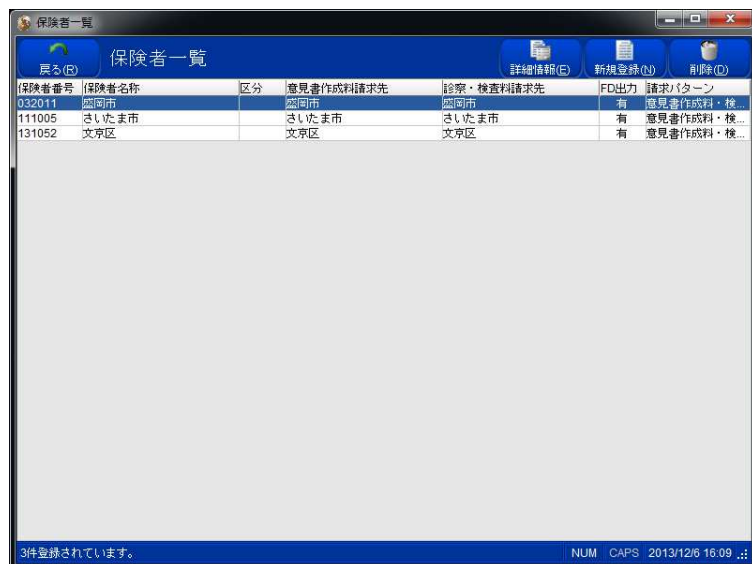 保険者一覧
戻る(R) 保険者一覧 詳細情報(E) 新規登録(N) 削除(D)
保険者番号 保険者名称 区分 意見書作成料請求先 診察・検査料請求先 FD出力 請求パターン
032011 盛岡市 盛岡市 盛岡市 有 意見書作成料・検...
111005 さいたま市 さいたま市 さいたま市 有 意見書作成料・検...
131052 文京区 文京区 文京区 有 意見書作成料・検...
3件登録されています。 NUM CAPS 2013/12/6 16:09